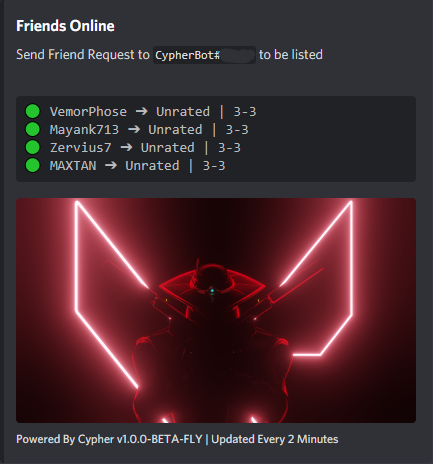 Friends Online
Send Friend Request to CypherBot# to be listed
VemorPhose ➔ Unrated | 3-3
Mayank713 ➔ Unrated | 3-3
Zervius7 ➔ Unrated | 3-3
MAXTAN ➔ Unrated | 3-3
Powered By Cypher v1.0.0-BETA-FLY | Updated Every 2 Minutes